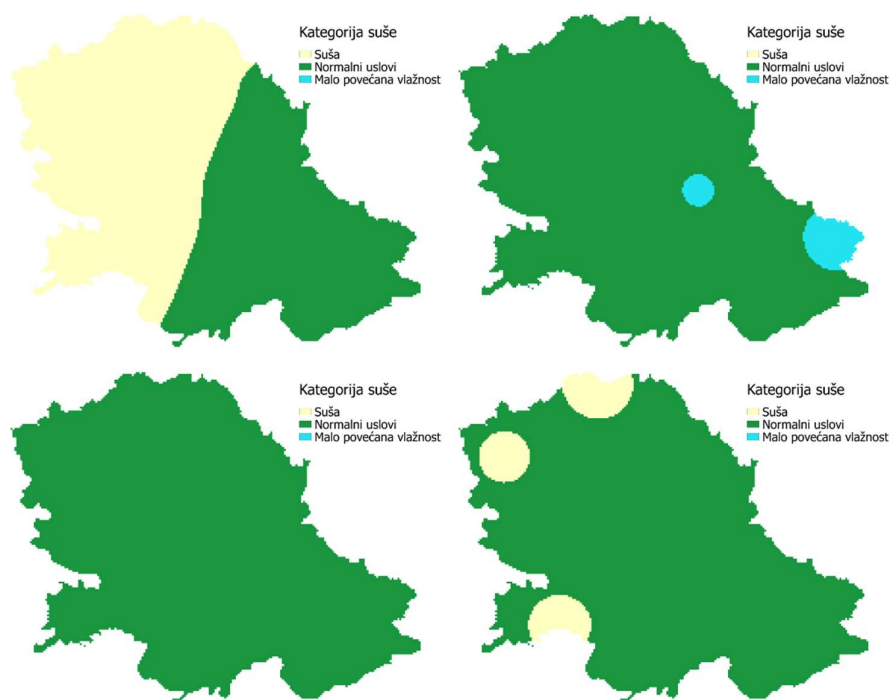 Kategorija suše
Suša
Normalni uslovi
Malo povećana vlažnost
Kategorija suše
Suša
Normalni uslovi
Malo povećana vlažnost
Kategorija suše
Suša
Normalni uslovi
Malo povećana vlažnost
Kategorija suše
Suša
Normalni uslovi
Malo povećana vlažnost